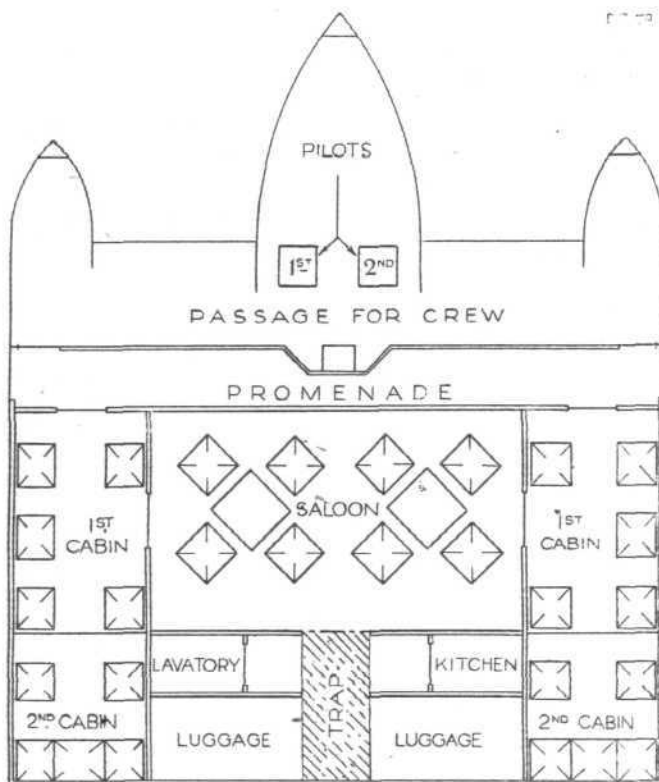 PILOTS
1ST 2ND
PASSAGE FOR CREW
PROMENADE
SALOON
1ST
CABIN
1ST
CABIN
LAVATORY
TRAP
KITCHEN
2ND CABIN
LUGGAGE
LUGGAGE
2ND CABIN